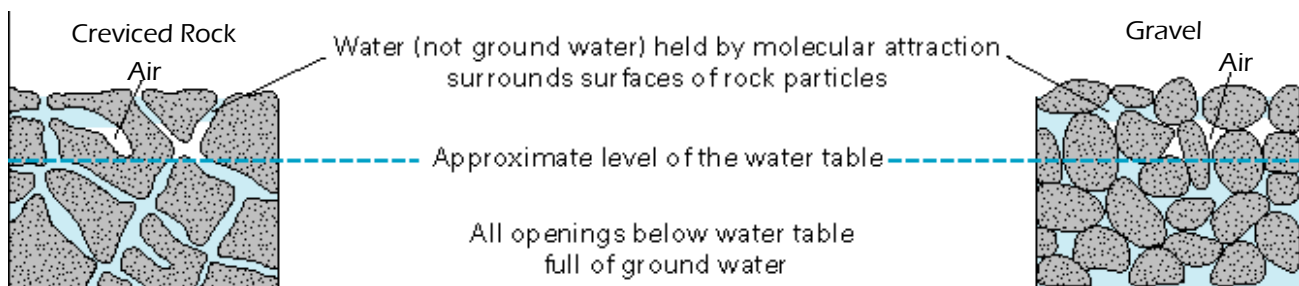 Creviced Rock
Air
Water (not ground water) held by molecular attraction
surrounds surfaces of rock particles
Gravel
Air
Approximate level of the water table
All openings below water table
full of ground water